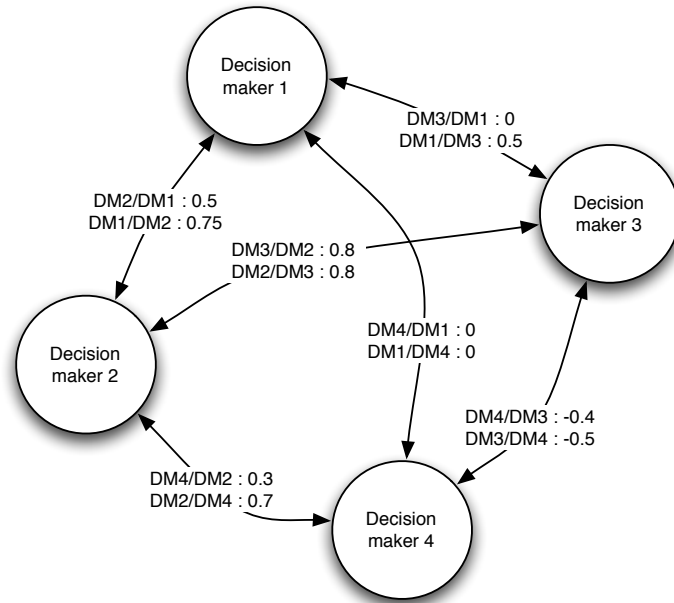 Decision
maker 1
DM3/DM1 : 0
DM1/DM3 : 0.5
Decision
maker 3
DM2/DM1 : 0.5
DM1/DM2 : 0.75
DM3/DM2 : 0.8
DM2/DM3 : 0.8
DM4/DM1 : 0
DM1/DM4 : 0
Decision
maker 2
DM4/DM3 : -0.4
DM3/DM4 : -0.5
DM4/DM2 : 0.3
DM2/DM4 : 0.7
Decision
maker 4